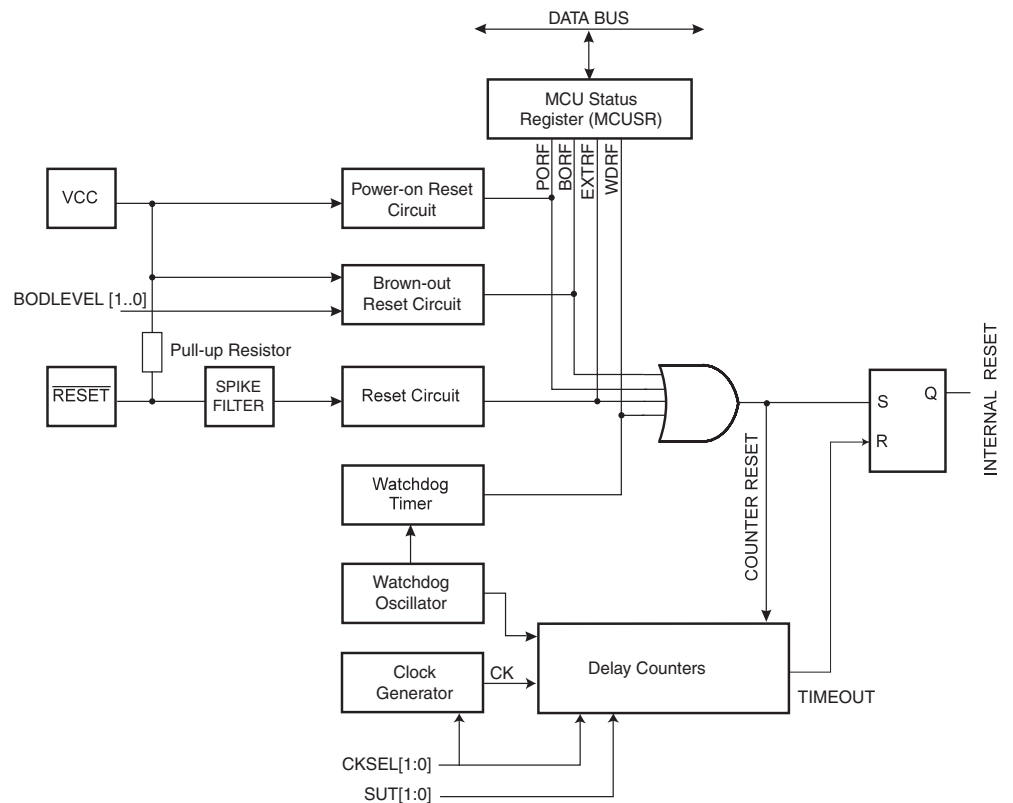 DATA BUS
MCU Status
Register (MCUSR)
PORF
BORF
EXTRF
WDRF
VCC
Power-on Reset
Circuit
Brown-out
Reset Circuit
BODLEVEL [1..0]
Pull-up Resistor
RESET
SPIKE
FILTER
Reset Circuit
S
Q
R
INTERNAL RESET
Watchdog
Timer
COUNTER RESET
Watchdog
Oscillator
Clock
Generator
CK
Delay Counters
TIMEOUT
CKSEL[1:0]
SUT[1:0]